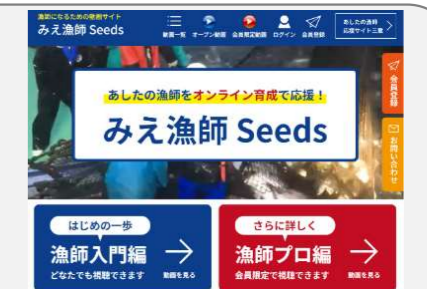 漁師になるための動画サイト
みえ漁師 Seeds
動画一覧 オープン動画 会員限定動画 ログイン 会員登録
あしたの漁師
応援サイト三重
会員登録
お問い合わせ
あしたの漁師をオンライン育成で応援！
みえ漁師 Seeds
はじめの一歩
漁師入門編
どなたでも視聴できます 動画を見る
さらに詳しく
漁師プロ編
会員限定で視聴できます 動画を見る